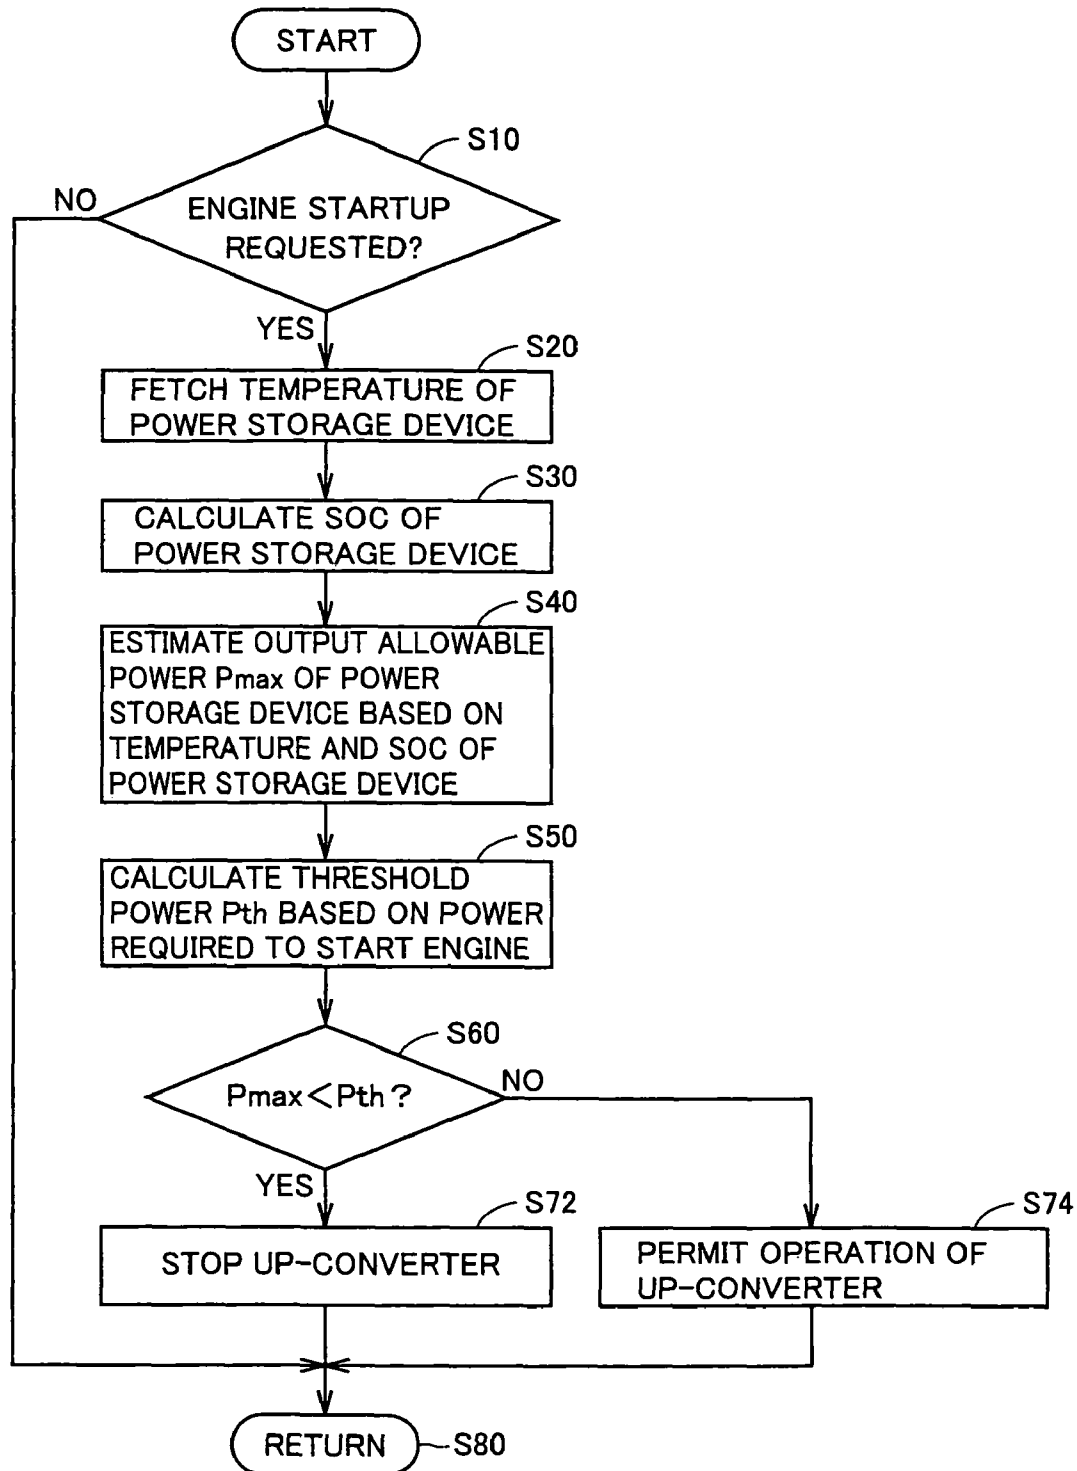 START
S10
NO
ENGINE STARTUP
REQUESTED?
YES
S20
FETCH TEMPERATURE OF
POWER STORAGE DEVICE
S30
CALCULATE SOC OF
POWER STORAGE DEVICE
S40
ESTIMATE OUTPUT ALLOWABLE
POWER Pmax OF POWER
STORAGE DEVICE BASED ON
TEMPERATURE AND SOC OF
POWER STORAGE DEVICE
S50
CALCULATE THRESHOLD
POWER Pth BASED ON POWER
REQUIRED TO START ENGINE
S60
Pmax<Pth?
NO
YES
S72
STOP UP-CONVERTER
S74
PERMIT OPERATION OF
UP-CONVERTER
RETURN
S80